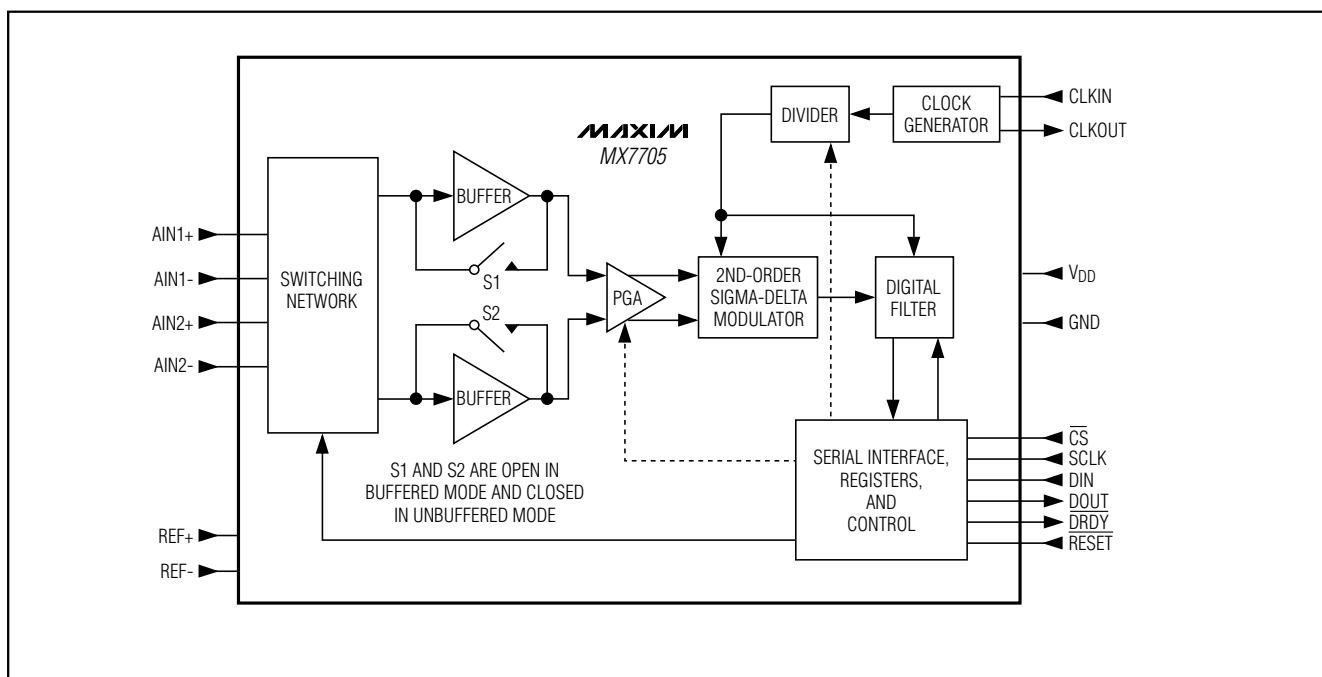 CLKIN
DIVIDER
CLOCK
GENERATOR
CLKOUT
MAXIM
MX7705
BUFFER
AIN1+
AIN1-
AIN2+
AIN2-
SWITCHING
NETWORK
S1
S2
PGA
2ND-ORDER
SIGMA-DELTA
MODULATOR
DIGITAL
FILTER
VDD
GND
BUFFER
S1 AND S2 ARE OPEN IN
BUFFERED MODE AND CLOSED
IN UNBUFFERED MODE
SERIAL INTERFACE,
REGISTERS,
AND
CONTROL
CS
SCLK
DIN
DOUT
DRDY
RESET
REF+
REF-